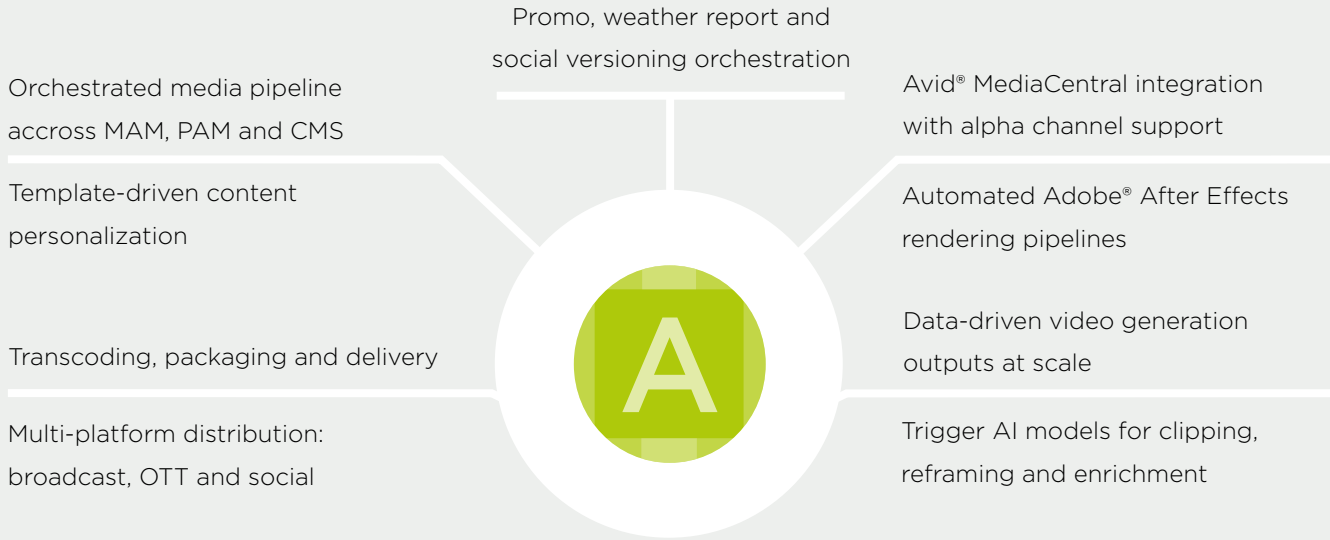 Promo, weather report and
social versioning orchestration
Orchestrated media pipeline
accross MAM, PAM and CMS
Template-driven content
personalization
Transcoding, packaging and delivery
Multi-platform distribution:
broadcast, OTT and social
A
Avid® MediaCentral integration
with alpha channel support
Automated Adobe® After Effects
rendering pipelines
Data-driven video generation
outputs at scale
Trigger AI models for clipping,
reframing and enrichment